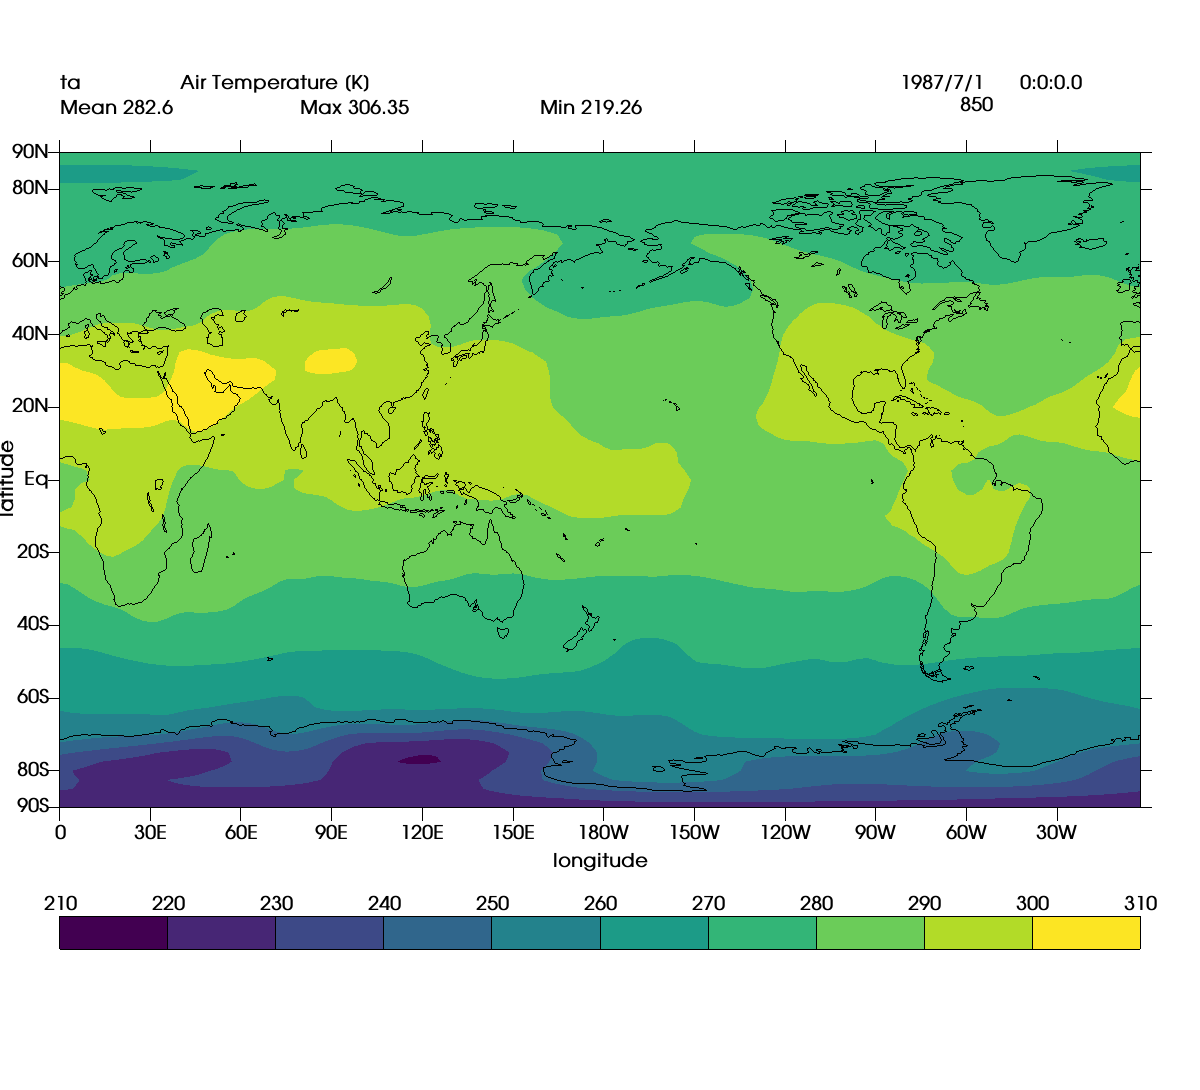 ta Air Temperature (K) 1987/7/1 0:0:0.0
Mean 282.6 Max 306.35 Min 219.26 850
90N
80N
60N
40N
20N
Eq
20S
40S
60S
80S
90S
latitude
0 30E 60E 90E 120E 150E 180W 150W 120W 90W 60W 30W
longitude
210 220 230 240 250 260 270 280 290 300 310